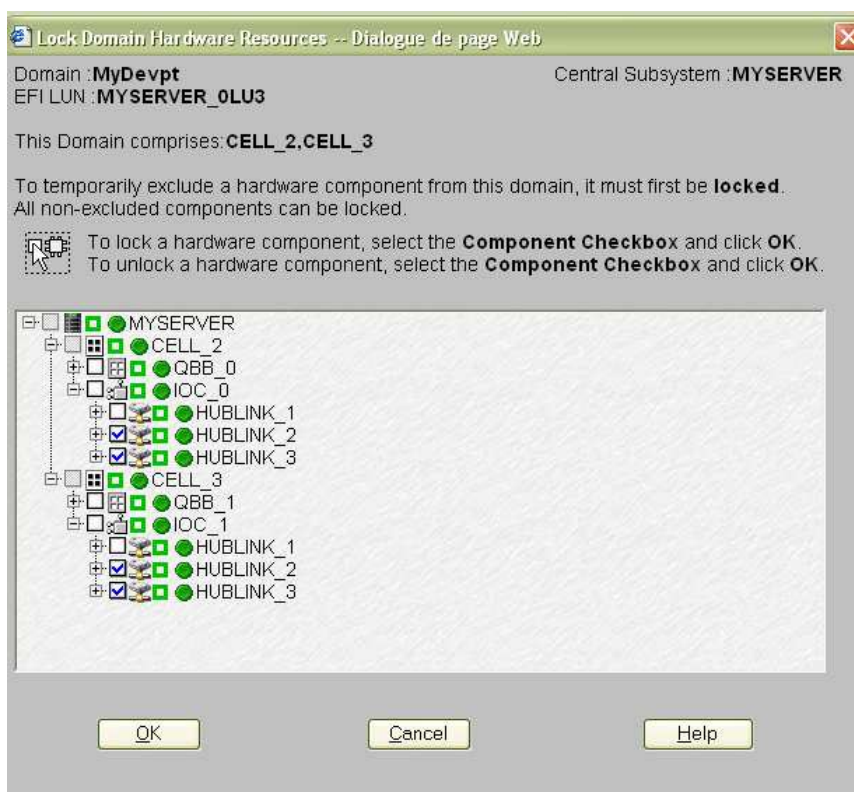 Lock Domain Hardware Resources -- Dialogue de page Web
Domain :MyDevpt Central Subsystem :MYSERVER
EFI LUN :MYSERVER_0LU3
This Domain comprises:CELL_2,CELL_3
To temporarily exclude a hardware component from this domain, it must first be locked.
All non-excluded components can be locked.
To lock a hardware component, select the Component Checkbox and click OK.
To unlock a hardware component, select the Component Checkbox and click OK.
MYSERVER
CELL_2
QBB_0
IOC_0
HUBLINK_1
HUBLINK_2
HUBLINK_3
CELL_3
QBB_1
IOC_1
HUBLINK_1
HUBLINK_2
HUBLINK_3
OK Cancel Help